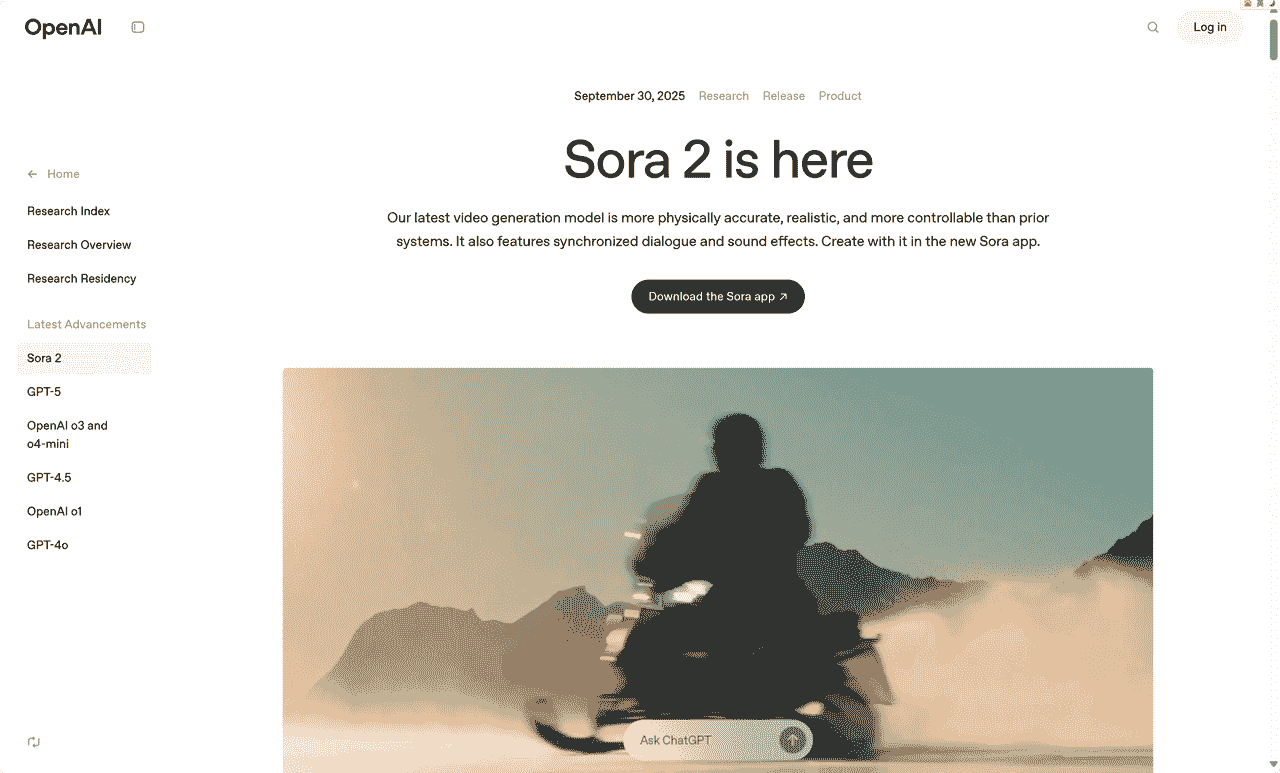 OpenAI
Log in
September 30, 2025 Research Release Product
Sora 2 is here
Our latest video generation model is more physically accurate, realistic, and more controllable than prior
systems. It also features synchronized dialogue and sound effects. Create with it in the new Sora app.
Download the Sora app ↗
← Home
Research Index
Research Overview
Research Residency
Latest Advancements
Sora 2
GPT-5
OpenAI o3 and
o4-mini
GPT-4.5
OpenAI o1
GPT-4o
Ask ChatGPT